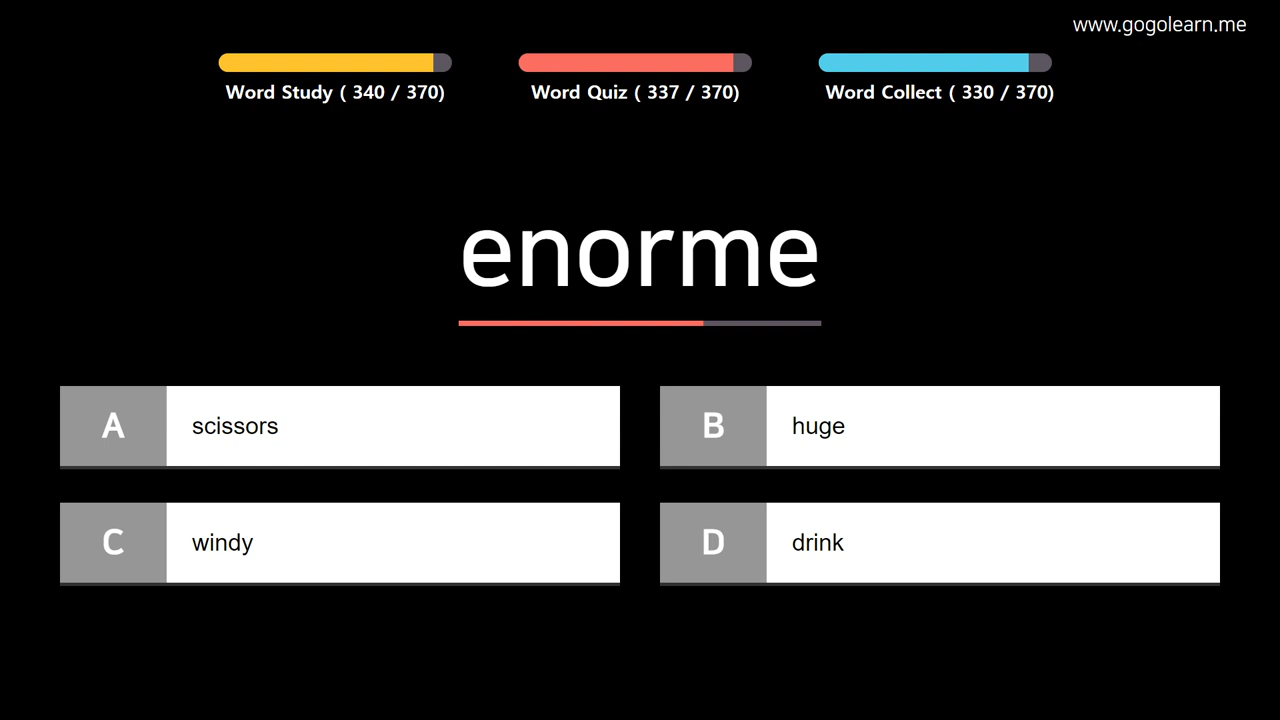 www.gogolearn.me
Word Study ( 340 / 370)
Word Quiz ( 337 / 370)
Word Collect ( 330 / 370)
enorme
A scissors
B huge
C windy
D drink